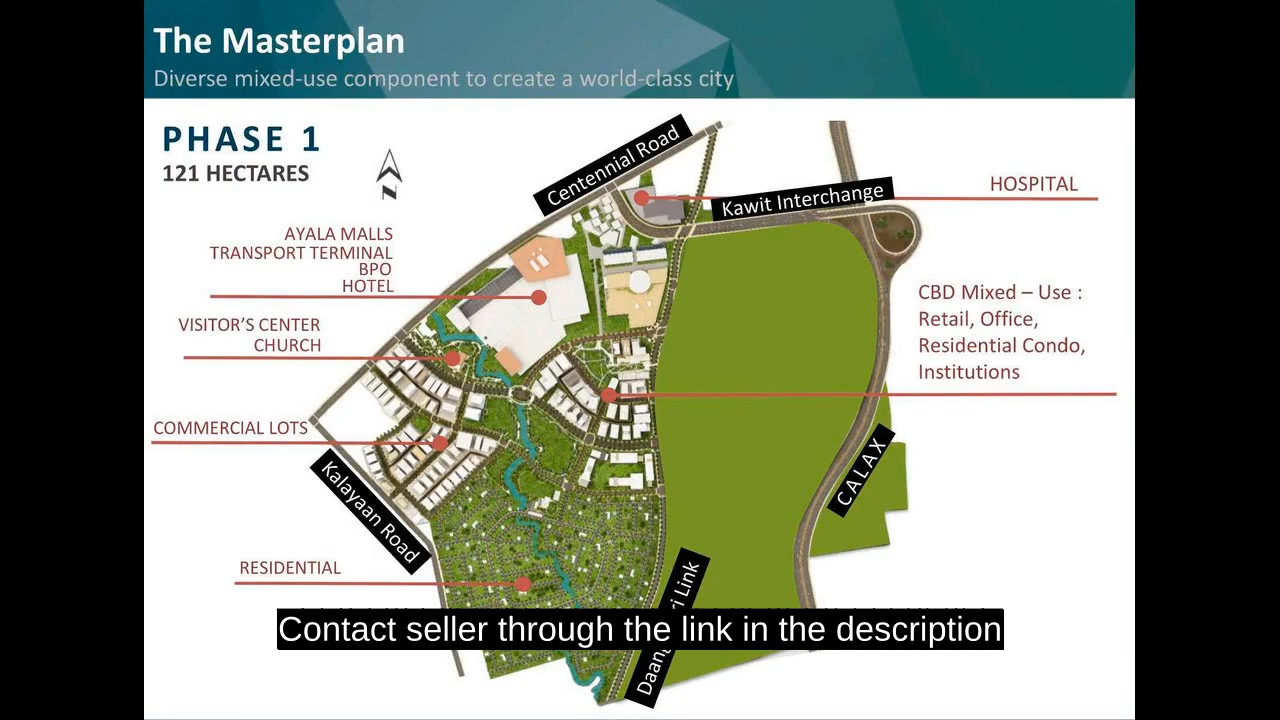 The Masterplan
Diverse mixed-use component to create a world-class city
PHASE 1
121 HECTARES
N
Centennial Road
Kawit Interchange
HOSPITAL
AYALA MALLS
TRANSPORT TERMINAL
BPO
HOTEL
VISITOR'S CENTER
CHURCH
CBD Mixed – Use :
Retail, Office,
Residential Condo,
Institutions
COMMERCIAL LOTS
CALAX
Kalayaan Road
RESIDENTIAL
Link
Contact seller through the link in the description